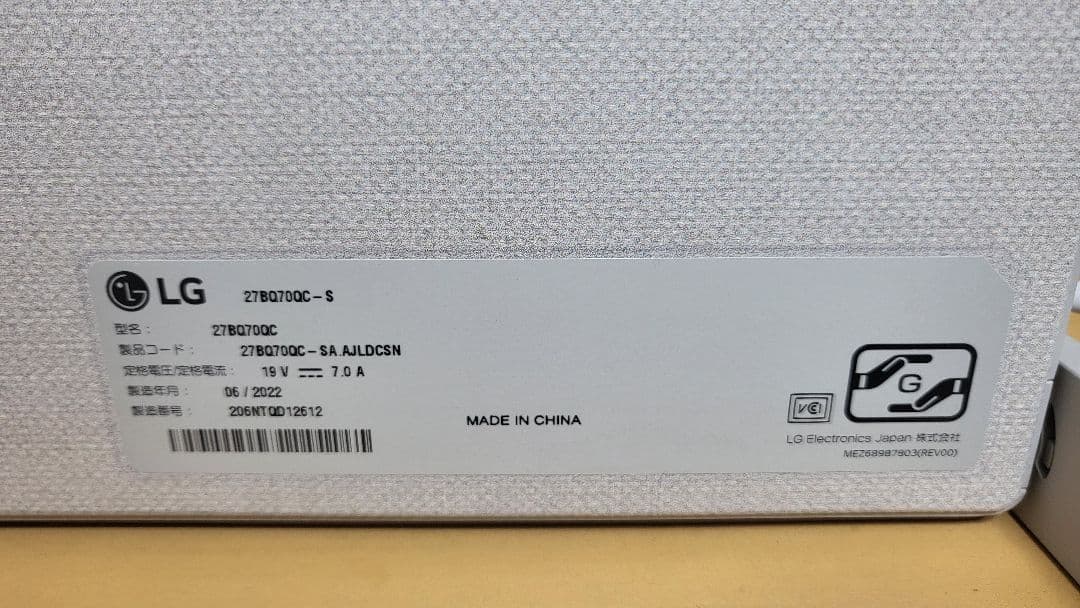 LG 27BQ70QC-S
型名: 27BQ70QC
製品コード: 27BQ70QC-SA.AJLDCSN
定格電圧/定格電流: 19 V ⎓ 7.0 A
製造年月: 06 / 2022
製造番号: 206NTQD12612
MADE IN CHINA
VCI
G
LG Electronics Japan 株式会社
MEZ68987803(REV00)